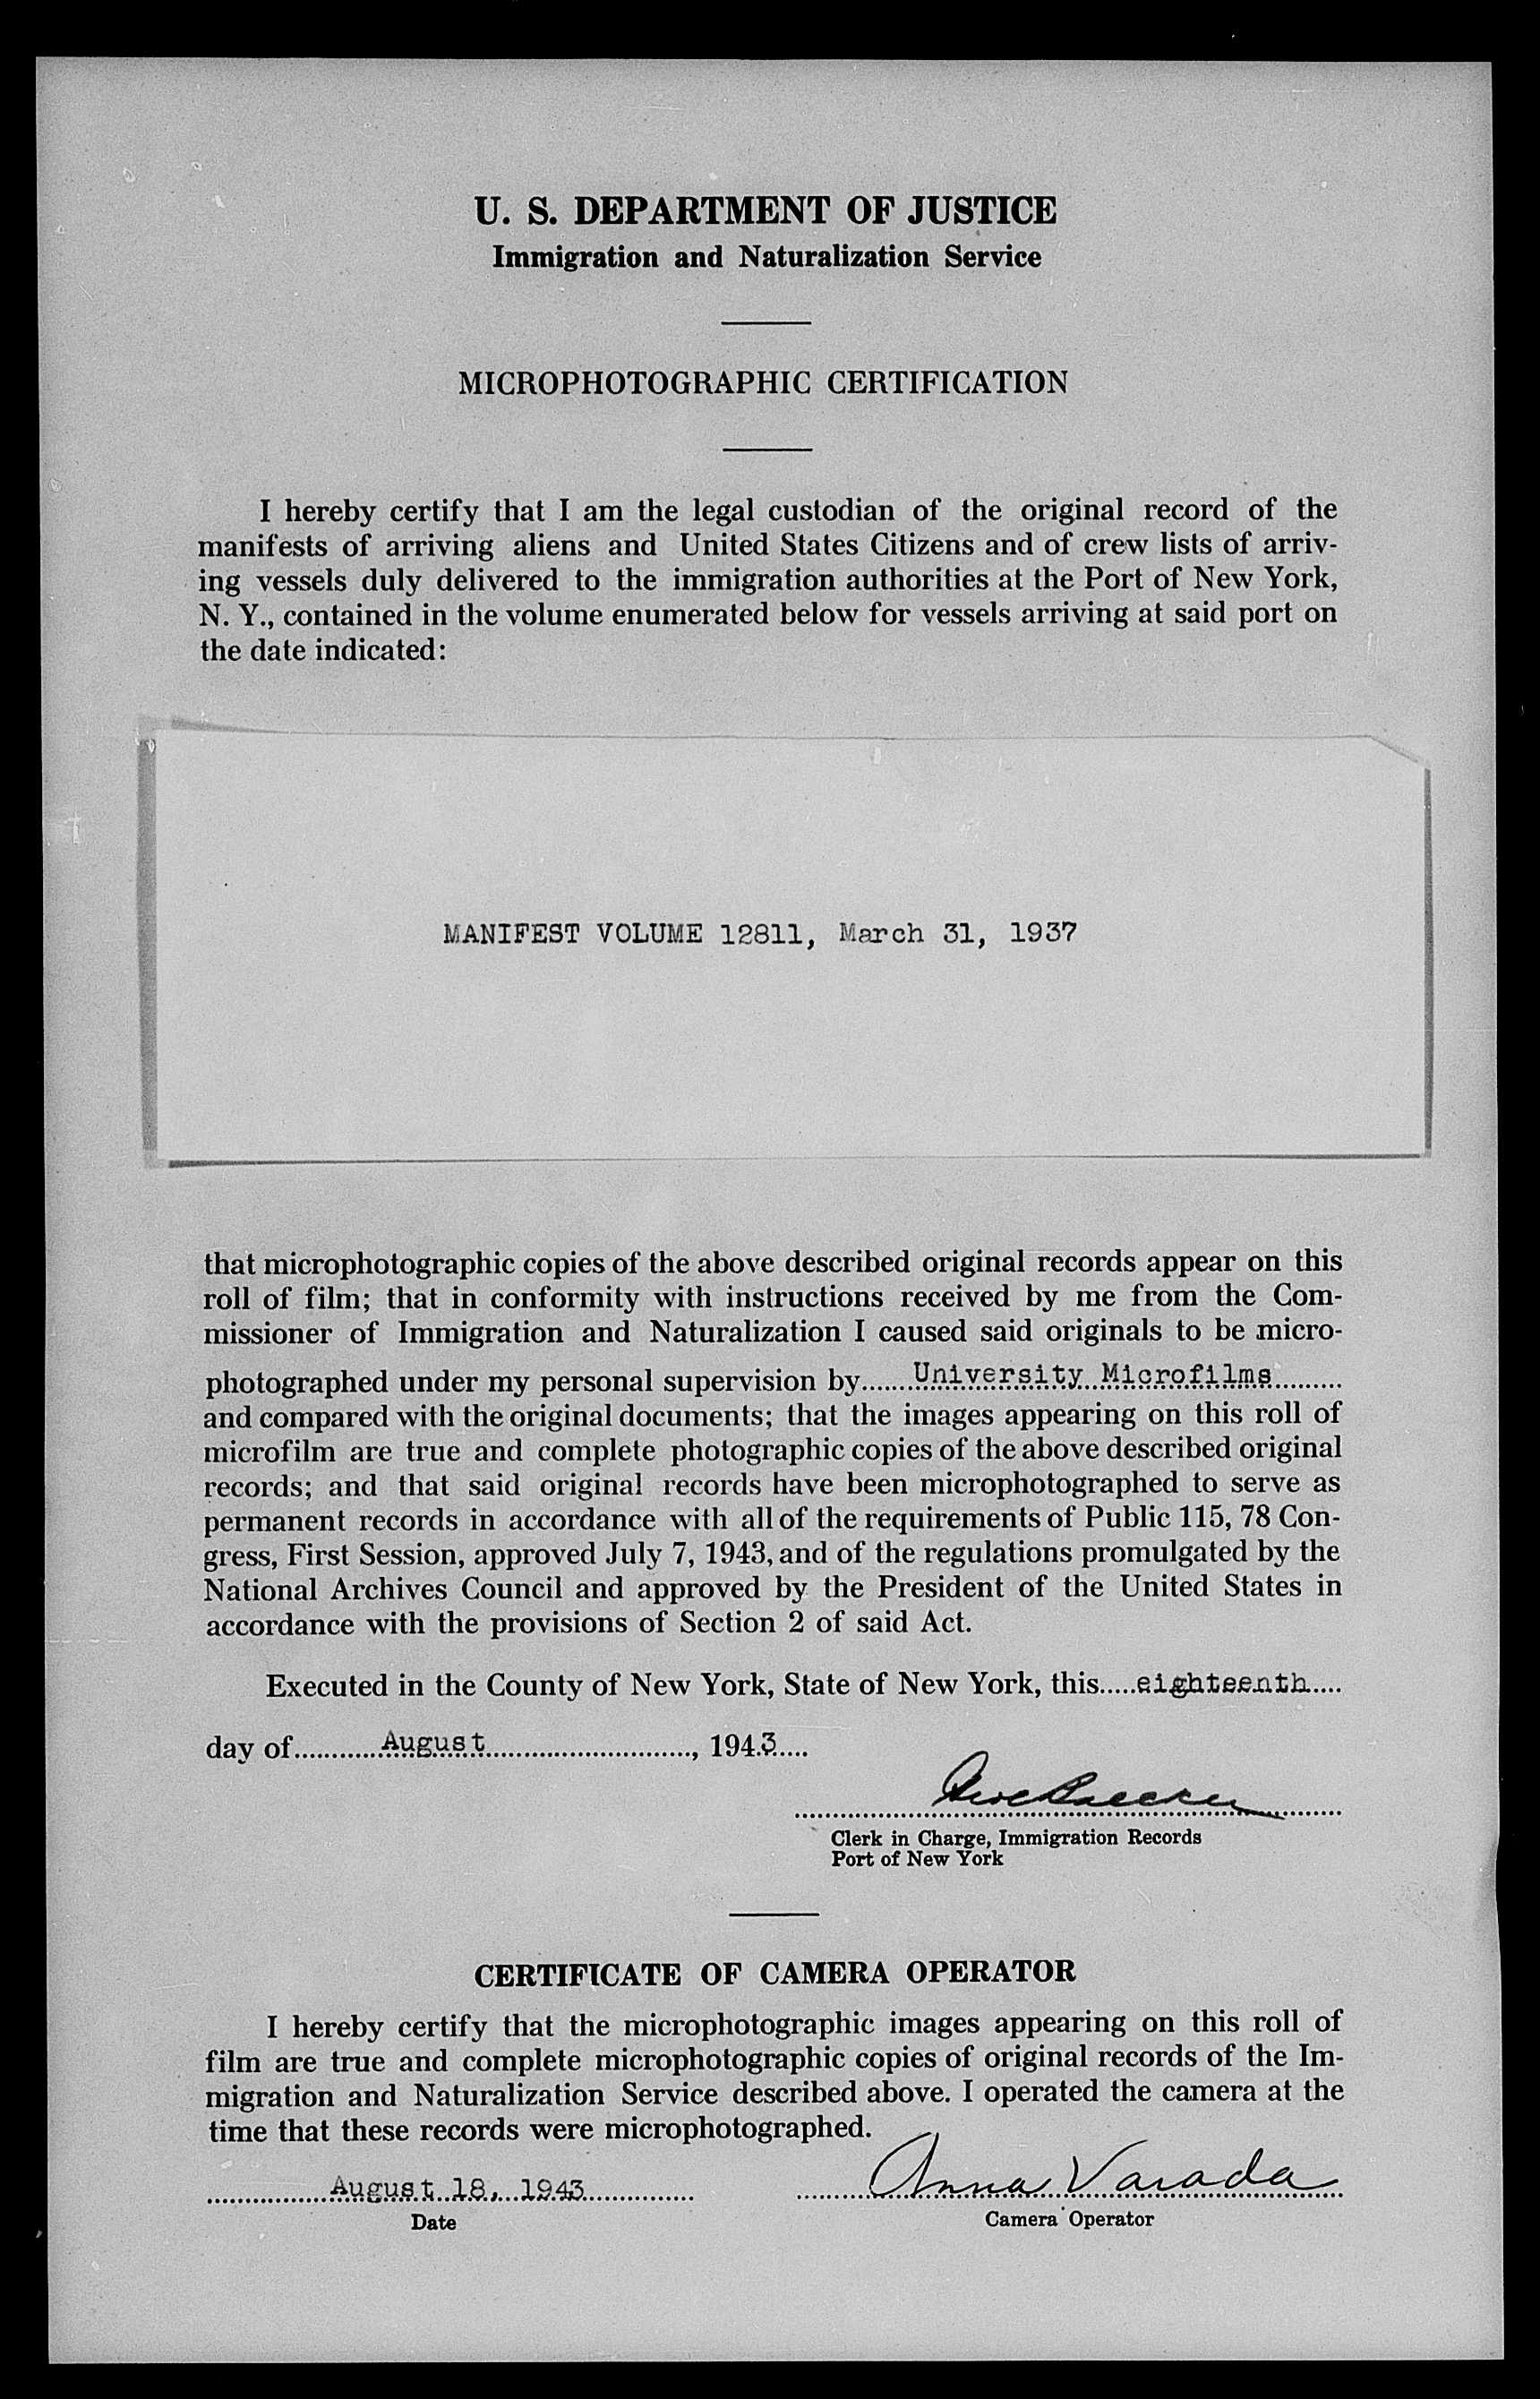 U. S. DEPARTMENT OF JUSTICE
Immigration and Naturalization Service
MICROPHOTOGRAPHIC CERTIFICATION
I hereby certify that I am the legal custodian of the original record of the
manifests of arriving aliens and United States Citizens and of crew lists of arriv-
ing vessels duly delivered to the immigration authorities at the Port of New York,
N. Y., contained in the volume enumerated below for vessels arriving at said port on
the date indicated:
MANIFEST VOLUME 12811, March 31, 1937
that microphotographic copies of the above described original records appear on this
roll of film; that in conformity with instructions received by me from the Com-
missioner of Immigration and Naturalization I caused said originals to be micro-
photographed under my personal supervision by......University Microfilms.........
and compared with the original documents; that the images appearing on this roll of
microfilm are true and complete photographic copies of the above described original
records; and that said original records have been microphotographed to serve as
permanent records in accordance with all of the requirements of Public 115, 78 Con-
gress, First Session, approved July 7, 1943, and of the regulations promulgated by the
National Archives Council and approved by the President of the United States in
accordance with the provisions of Section 2 of said Act.
Executed in the County of New York, State of New York, this.....eighteenth....
day of............August..........................., 1943.....
Clerk in Charge, Immigration Records
Port of New York
CERTIFICATE OF CAMERA OPERATOR
I hereby certify that the microphotographic images appearing on this roll of
film are true and complete microphotographic copies of original records of the Im-
migration and Naturalization Service described above. I operated the camera at the
time that these records were microphotographed.
August 18, 1943 Anna Varada
Date Camera Operator